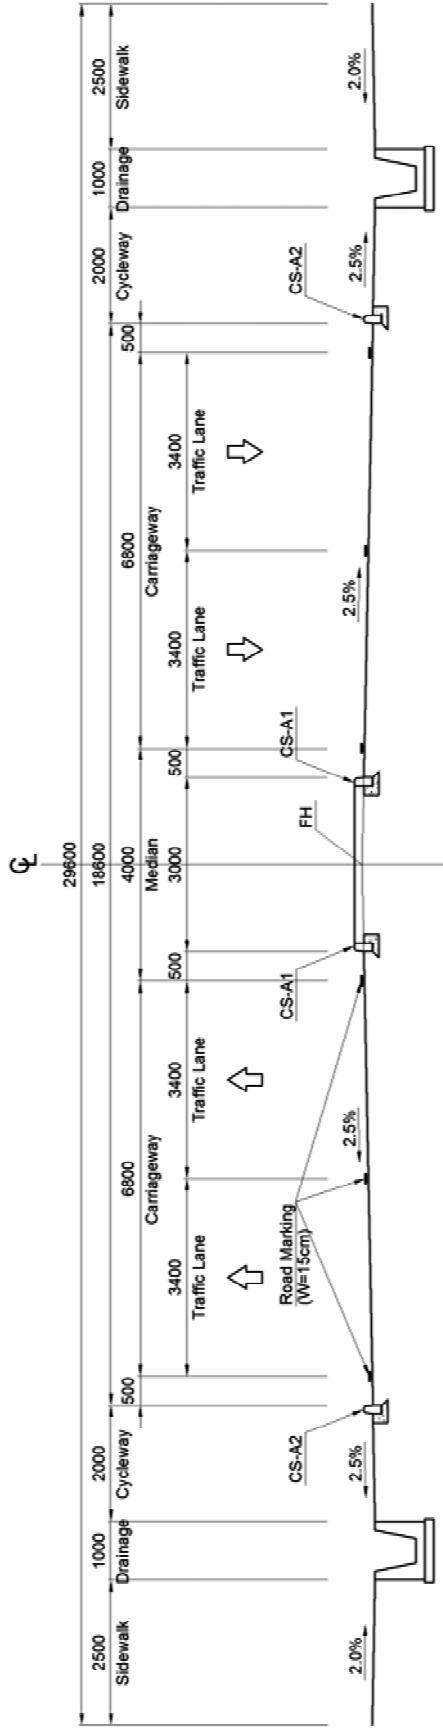 CL
29600
2500 1000 2000 18600 2000 1000 2500
Sidewalk Drainage Cycleway Cycleway Drainage Sidewalk
500 6800 4000 6800 500
Carriageway Median Carriageway
3400 3400 500 3000 500 3400 3400
Traffic Lane Traffic Lane Traffic Lane Traffic Lane
CS-A2 Road Marking CS-A1 FH CS-A1 CS-A2
(W=15cm)
2.0% 2.5% 2.5% 2.5% 2.5% 2.0%